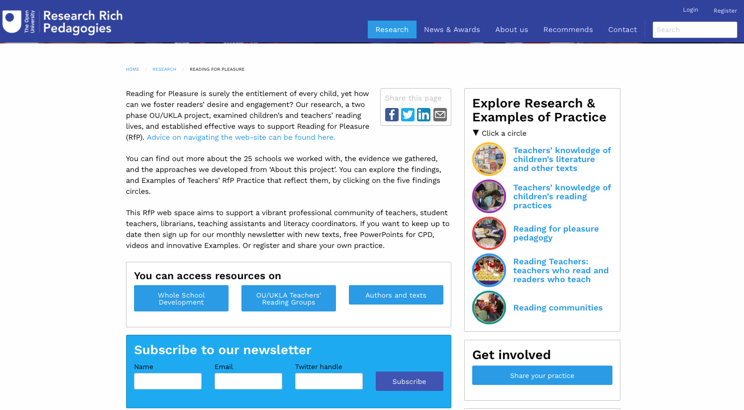 Login
Register
The Open University
Research Rich
Pedagogies
Research
News & Awards
About us
Recommends
Contact
Search
HOME
RESEARCH
READING FOR PLEASURE
Reading for Pleasure is surely the entitlement of every child, yet how
can we foster readers' desire and engagement? Our research, a two
phase OU/UKLA project, examined children's and teachers' reading
lives, and established effective ways to support Reading for Pleasure
(RfP). Advice on navigating the web-site can be found here.
Share this page
You can find out more about the 25 schools we worked with, the evidence we gathered,
and the approaches we developed from 'About this project'. You can explore the findings,
and Examples of Teachers' RfP Practice that reflect them, by clicking on the five findings
circles.
This RfP web space aims to support a vibrant professional community of teachers, student
teachers, librarians, teaching assistants and literacy coordinators. If you want to keep up to
date then sign up for our monthly newsletter with new texts, free PowerPoints for CPD,
videos and innovative Examples. Or register and share your own practice.
You can access resources on
Whole School
Development
OU/UKLA Teachers'
Reading Groups
Authors and texts
Subscribe to our newsletter
Name
Email
Twitter handle
Subscribe
Explore Research &
Examples of Practice
▼ Click a circle
Teachers' knowledge of
children's literature
and other texts
Teachers' knowledge of
children's reading
practices
Reading for pleasure
pedagogy
Reading Teachers:
teachers who read and
readers who teach
Reading communities
Get involved
Share your practice